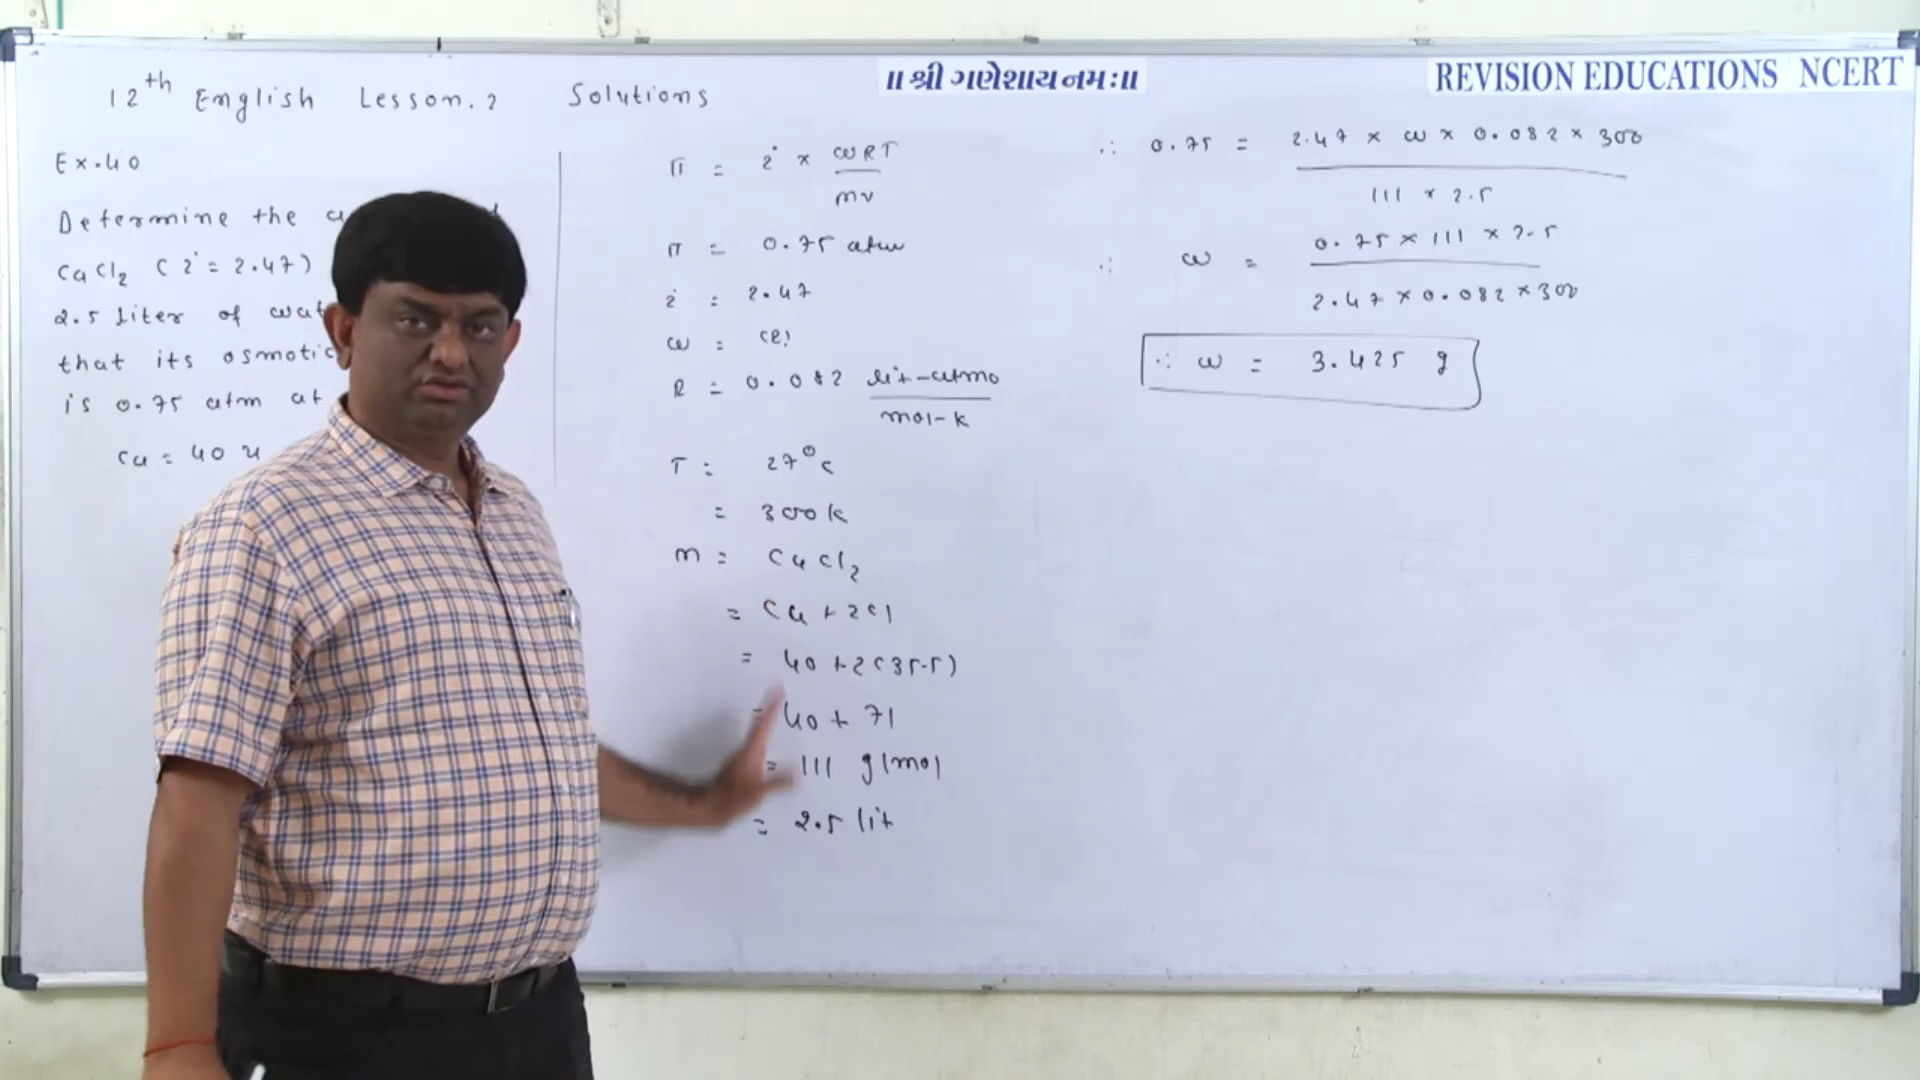 ॥ શ્રી ગણેશાય નમઃ ॥
REVISION EDUCATIONS NCERT
12th English Lesson. 2 Solutions
Ex.40
Determine the
CaCl2 ( i = 2.47)
2.5 liter of wat
that its osmotic
is 0.75 atm at
Ca = 40 u
π = i × wRT / mv
π = 0.75 atm
i = 2.47
w = (?)
R = 0.082 lit-atmo / mol-k
T = 27°c
= 300k
m = CaCl2
= Ca + 2Cl
= 40 + 2(35.5)
= 40 + 71
= 111 g/mol
= 2.5 lit
∴ 0.75 = 2.47 × w × 0.082 × 300 / 111 × 2.5
∴ w = 0.75 × 111 × 2.5 / 2.47 × 0.082 × 300
∴ w = 3.425 g